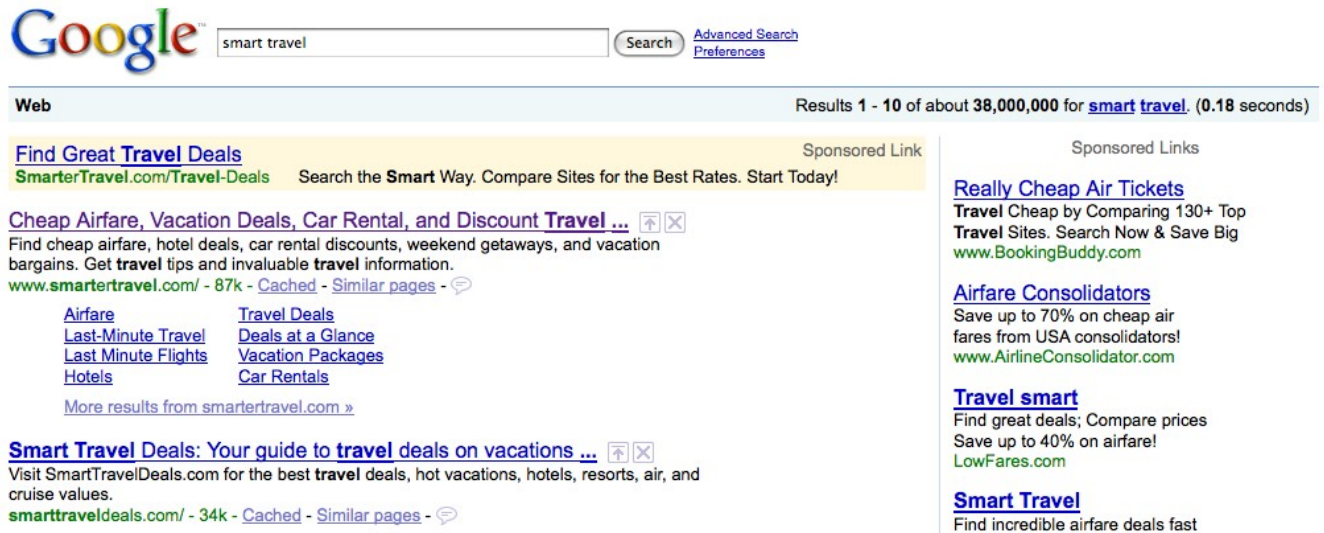 Google™
smart travel
Search
Advanced Search
Preferences
Web
Results 1 - 10 of about 38,000,000 for smart travel. (0.18 seconds)
Find Great Travel Deals
Sponsored Link
SmarterTravel.com/Travel-Deals Search the Smart Way. Compare Sites for the Best Rates. Start Today!
Cheap Airfare, Vacation Deals, Car Rental, and Discount Travel ...
Find cheap airfare, hotel deals, car rental discounts, weekend getaways, and vacation
bargains. Get travel tips and invaluable travel information.
www.smartertravel.com/ - 87k - Cached - Similar pages -
Airfare Travel Deals
Last-Minute Travel Deals at a Glance
Last Minute Flights Vacation Packages
Hotels Car Rentals
More results from smartertravel.com »
Smart Travel Deals: Your guide to travel deals on vacations ...
Visit SmartTravelDeals.com for the best travel deals, hot vacations, hotels, resorts, air, and
cruise values.
smarttraveldeals.com/ - 34k - Cached - Similar pages -
Sponsored Links
Really Cheap Air Tickets
Travel Cheap by Comparing 130+ Top
Travel Sites. Search Now & Save Big
www.BookingBuddy.com
Airfare Consolidators
Save up to 70% on cheap air
fares from USA consolidators!
www.AirlineConsolidator.com
Travel smart
Find great deals; Compare prices
Save up to 40% on airfare!
LowFares.com
Smart Travel
Find incredible airfare deals fast